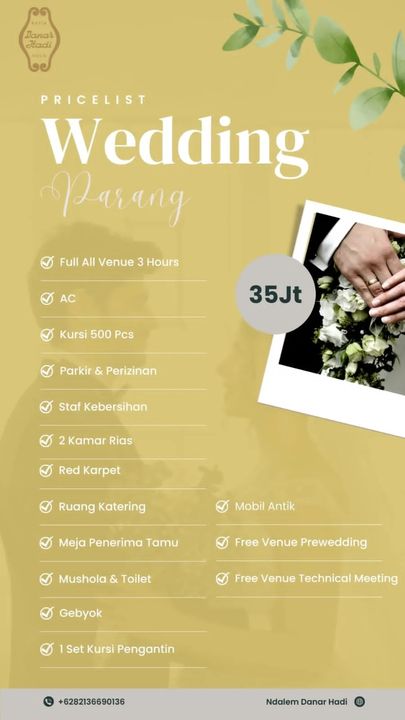 BATIK
Danar
Hadi
SOLO
PRICELIST
Wedding
Parang
35Jt
Full All Venue 3 Hours
AC
Kursi 500 Pcs
Parkir & Perizinan
Staf Kebersihan
2 Kamar Rias
Red Karpet
Ruang Katering
Meja Penerima Tamu
Mushola & Toilet
Gebyok
1 Set Kursi Pengantin
Mobil Antik
Free Venue Prewedding
Free Venue Technical Meeting
+6282136690136
Ndalem Danar Hadi